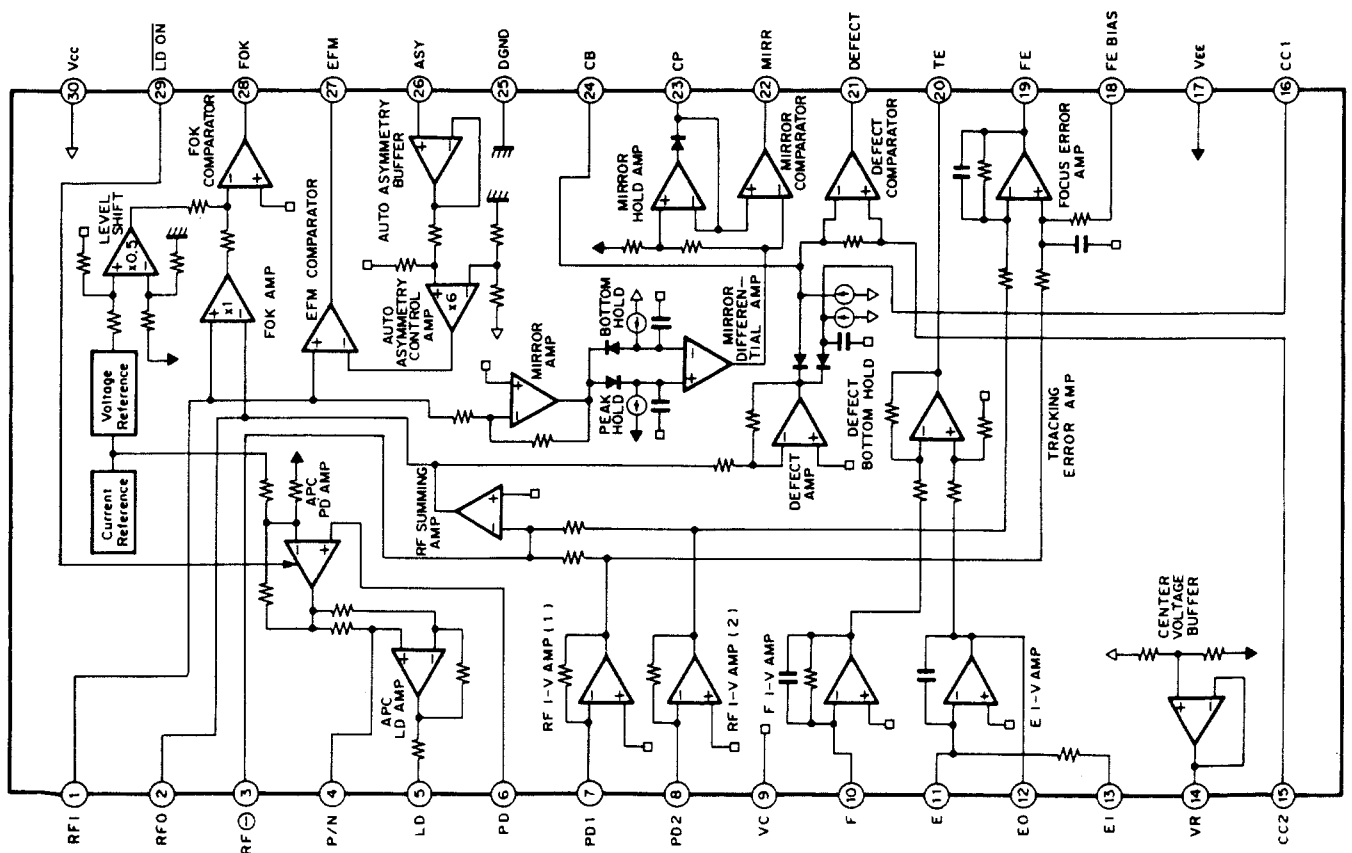 30 Vcc
29 LD ON
28 FOK
27 EFM
26 ASY
25 DGND
24 CB
23 CP
22 MIRR
21 DEFECT
20 TE
19 FE
18 FE BIAS
17 VEE
16 CC1
LEVEL SHIFT
×0.5
FOK COMPARATOR
×1
FOK AMP
Voltage Reference
Current Reference
EFM COMPARATOR
AUTO ASYMMETRY BUFFER
AUTO ASYMMETRY CONTROL AMP
×6
APC PD AMP
APC LD AMP
RF SUMMING AMP
MIRROR AMP
PEAK HOLD
BOTTOM HOLD
MIRROR DIFFEREN-TIAL AMP
MIRROR HOLD AMP
MIRROR COMPARATOR
DEFECT COMPARATOR
DEFECT AMP
DEFECT BOTTOM HOLD
FOCUS ERROR AMP
TRACKING ERROR AMP
RF I-V AMP (1)
RF I-V AMP (2)
F I-V AMP
E I-V AMP
CENTER VOLTAGE BUFFER
1 RF1
2 RFO
3 RF⊖
4 P/N
5 LD
6 PD
7 PD1
8 PD2
9 VC
10 F
11 E
12 EO
13 EI
14 VR
15 CC2